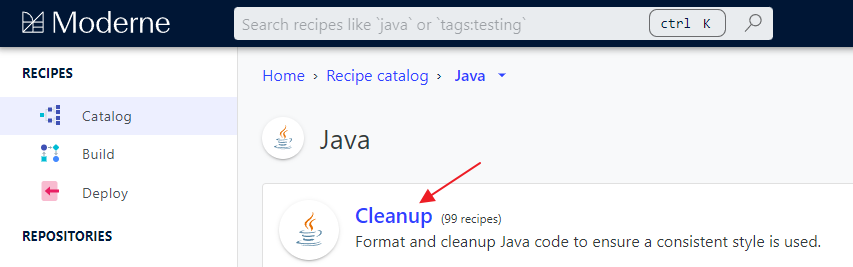 Moderne
Search recipes like `java` or `tags:testing`
ctrl K
RECIPES
Catalog
Build
Deploy
REPOSITORIES
Home › Recipe catalog › Java
Java
Cleanup (99 recipes)
Format and cleanup Java code to ensure a consistent style is used.